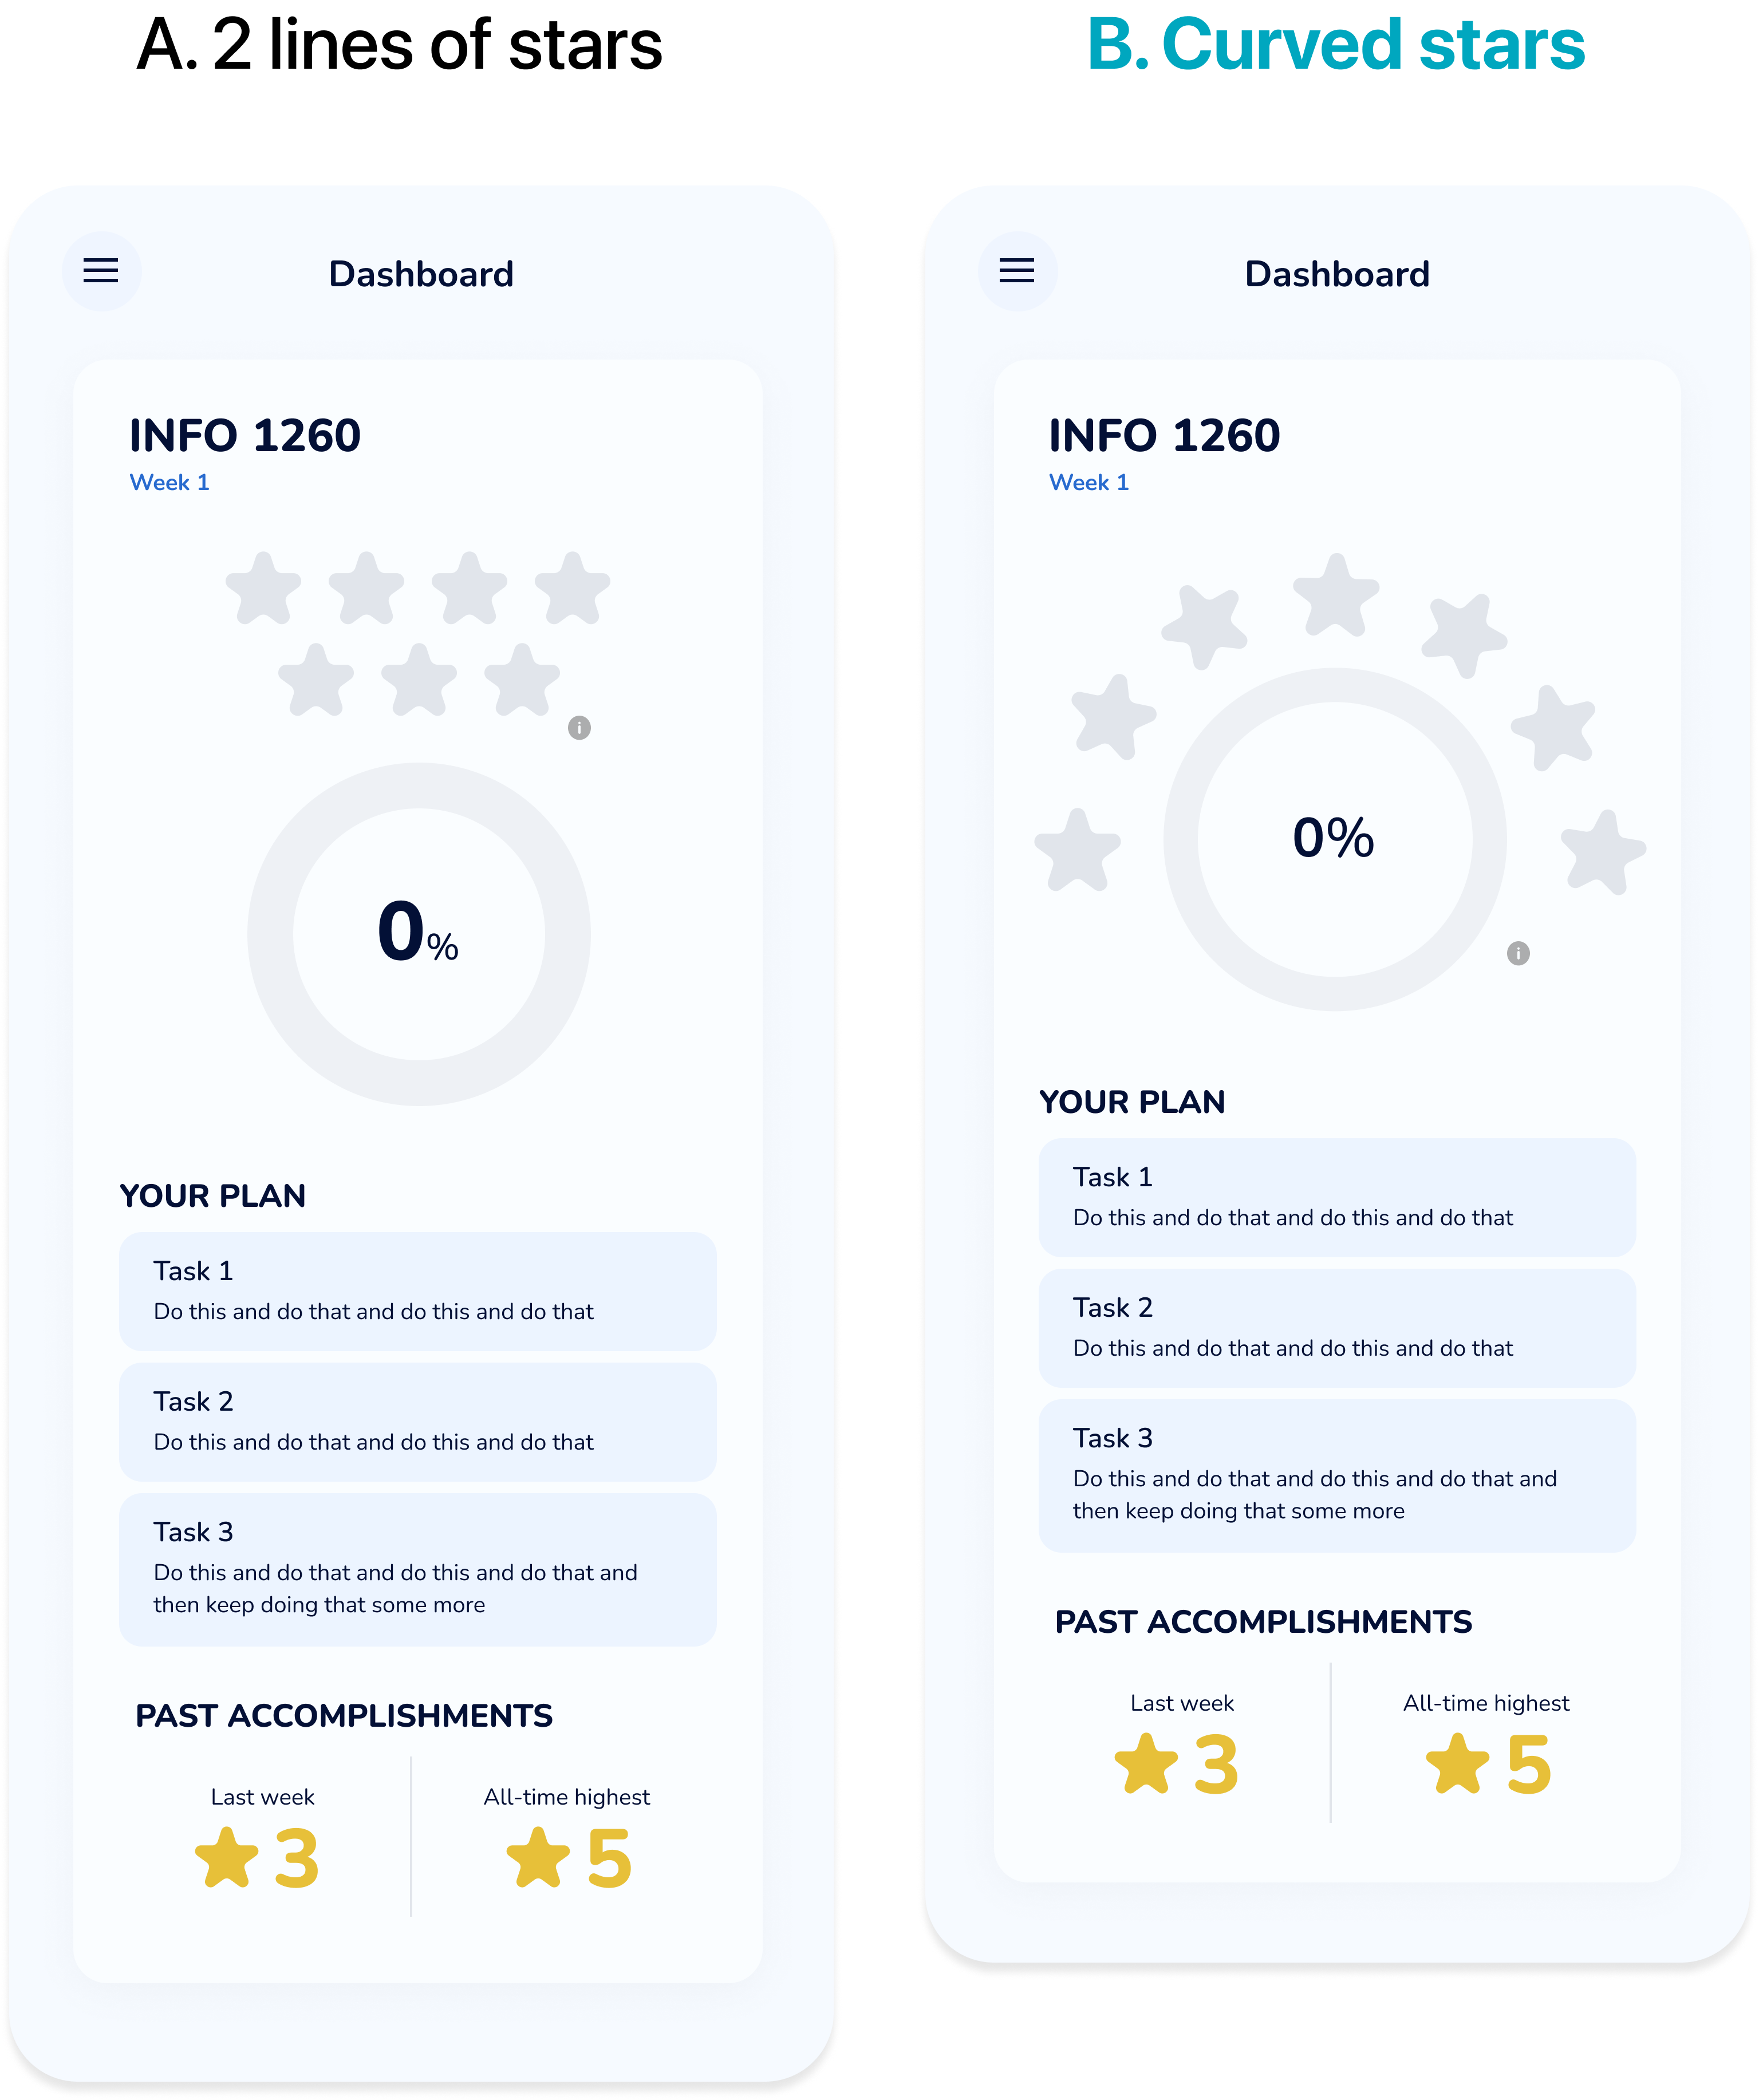 A. 2 lines of stars
Dashboard
INFO 1260
Week 1
i
0%
YOUR PLAN
Task 1
Do this and do that and do this and do that
Task 2
Do this and do that and do this and do that
Task 3
Do this and do that and do this and do that and
then keep doing that some more
PAST ACCOMPLISHMENTS
Last week
3
All-time highest
5
B. Curved stars
Dashboard
INFO 1260
Week 1
0%
i
YOUR PLAN
Task 1
Do this and do that and do this and do that
Task 2
Do this and do that and do this and do that
Task 3
Do this and do that and do this and do that and
then keep doing that some more
PAST ACCOMPLISHMENTS
Last week
3
All-time highest
5